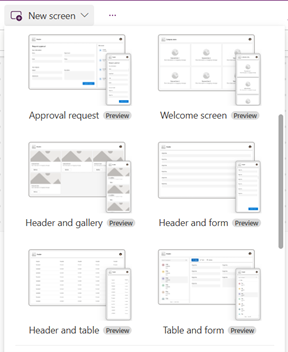 New screen
Approval request Preview
Welcome screen Preview
Header and gallery Preview
Header and form Preview
Header and table Preview
Table and form Preview